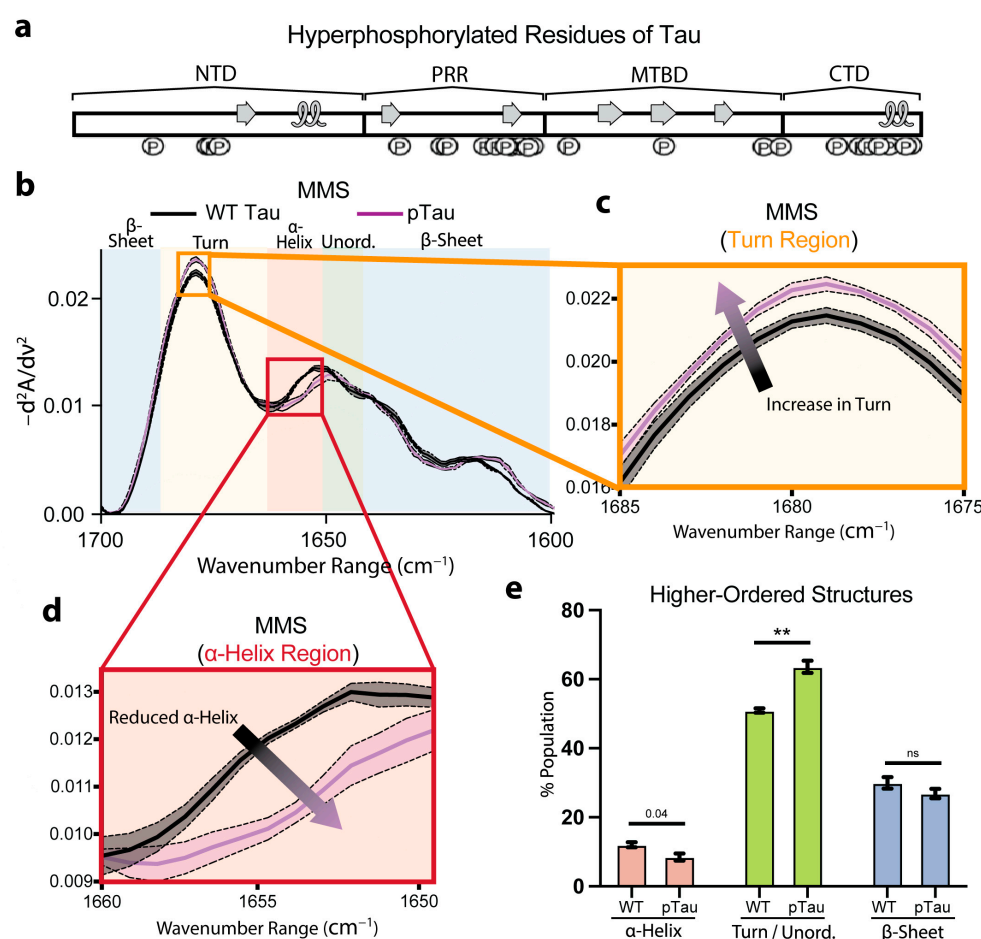 a
Hyperphosphorylated Residues of Tau
NTD PRR MTBD CTD
P P P P P P P P P P P P P P P
b
MMS
WT Tau pTau
β-Sheet Turn α-Helix Unord. β-Sheet
0.02
0.01
0.00
−d²A/dv²
1700 1650 1600
Wavenumber Range (cm⁻¹)
c
MMS
(Turn Region)
0.022
0.020
0.018
0.016
Increase in Turn
1685 1680 1675
Wavenumber Range (cm⁻¹)
d
MMS
(α-Helix Region)
0.013
0.012
0.011
0.010
0.009
Reduced α-Helix
1660 1655 1650
Wavenumber Range (cm⁻¹)
e
Higher-Ordered Structures
80
60
40
20
0
% Population
0.04 ** ns
WT pTau WT pTau WT pTau
α-Helix Turn / Unord. ß-Sheet